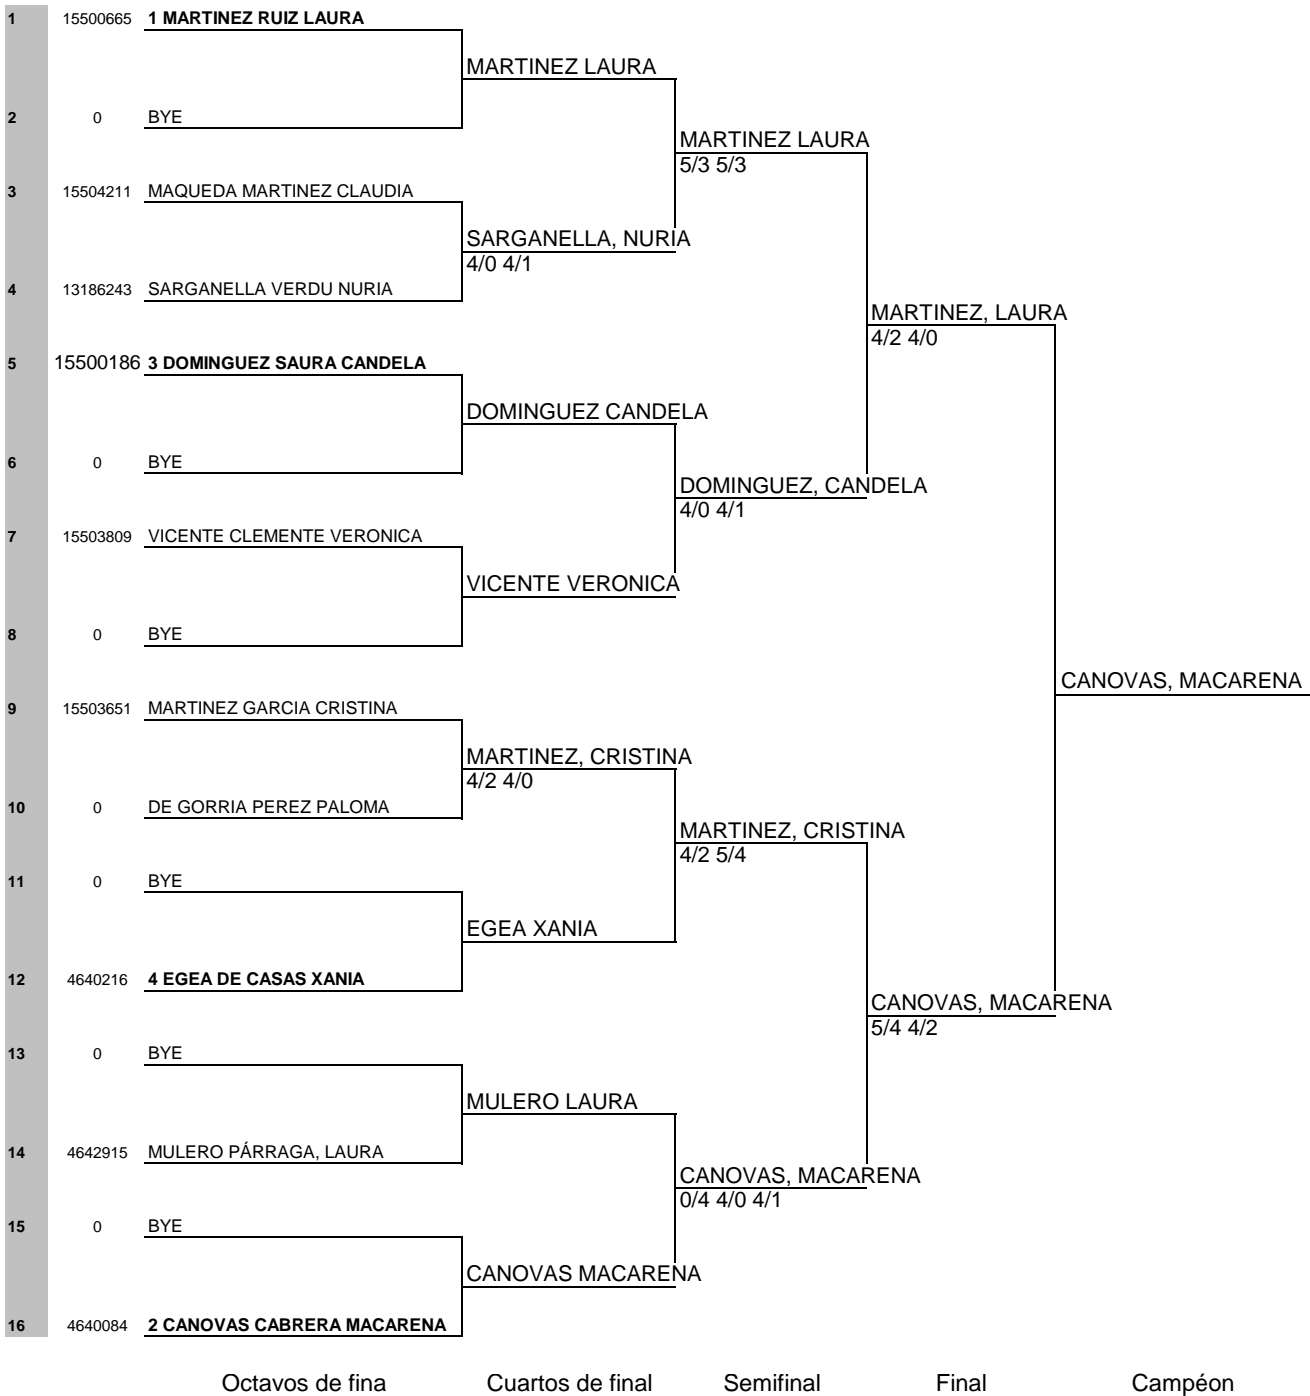 1 15500665 1 MARTINEZ RUIZ LAURA
MARTINEZ LAURA
2 0 BYE
MARTINEZ LAURA
5/3 5/3
3 15504211 MAQUEDA MARTINEZ CLAUDIA
SARGANELLA, NURIA
4/0 4/1
4 13186243 SARGANELLA VERDU NURIA
MARTINEZ, LAURA
4/2 4/0
5 15500186 3 DOMINGUEZ SAURA CANDELA
DOMINGUEZ CANDELA
6 0 BYE
DOMINGUEZ, CANDELA
4/0 4/1
7 15503809 VICENTE CLEMENTE VERONICA
VICENTE VERONICA
8 0 BYE
CANOVAS, MACARENA
9 15503651 MARTINEZ GARCIA CRISTINA
MARTINEZ, CRISTINA
4/2 4/0
10 0 DE GORRIA PEREZ PALOMA
MARTINEZ, CRISTINA
4/2 5/4
11 0 BYE
EGEA XANIA
12 4640216 4 EGEA DE CASAS XANIA
CANOVAS, MACARENA
5/4 4/2
13 0 BYE
MULERO LAURA
14 4642915 MULERO PÁRRAGA, LAURA
CANOVAS, MACARENA
0/4 4/0 4/1
15 0 BYE
CANOVAS MACARENA
16 4640084 2 CANOVAS CABRERA MACARENA
Octavos de fina Cuartos de final Semifinal Final Campéon